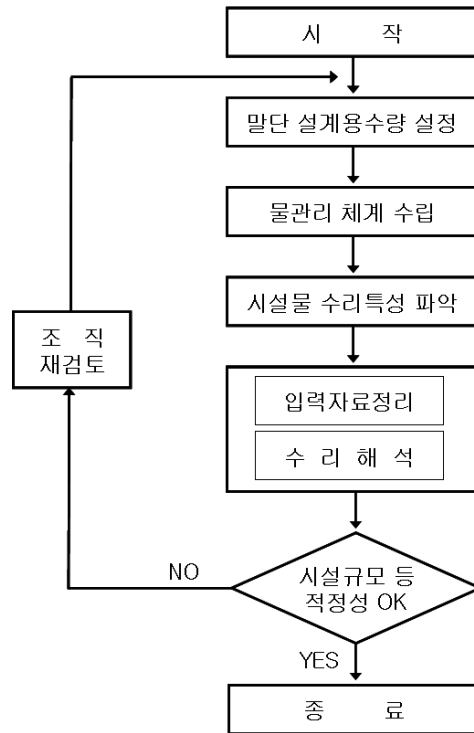 시 작
말단 설계용수량 설정
물관리 체계 수립
시설물 수리특성 파악
조 직
재검토
입력자료정리
수 리 해 석
NO
시설규모 등
적정성 OK
YES
종 료